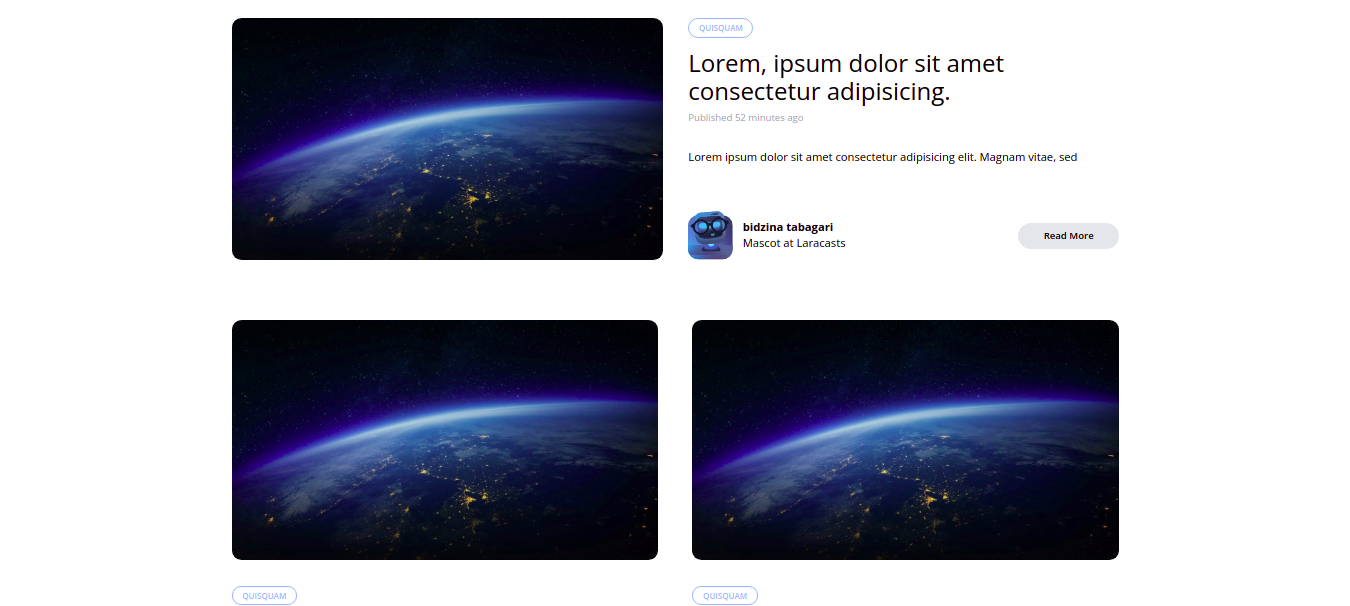 QUISQUAM
Lorem, ipsum dolor sit amet
consectetur adipisicing.
Published 52 minutes ago
Lorem ipsum dolor sit amet consectetur adipisicing elit. Magnam vitae, sed
bidzina tabagari
Mascot at Laracasts
Read More
QUISQUAM
QUISQUAM